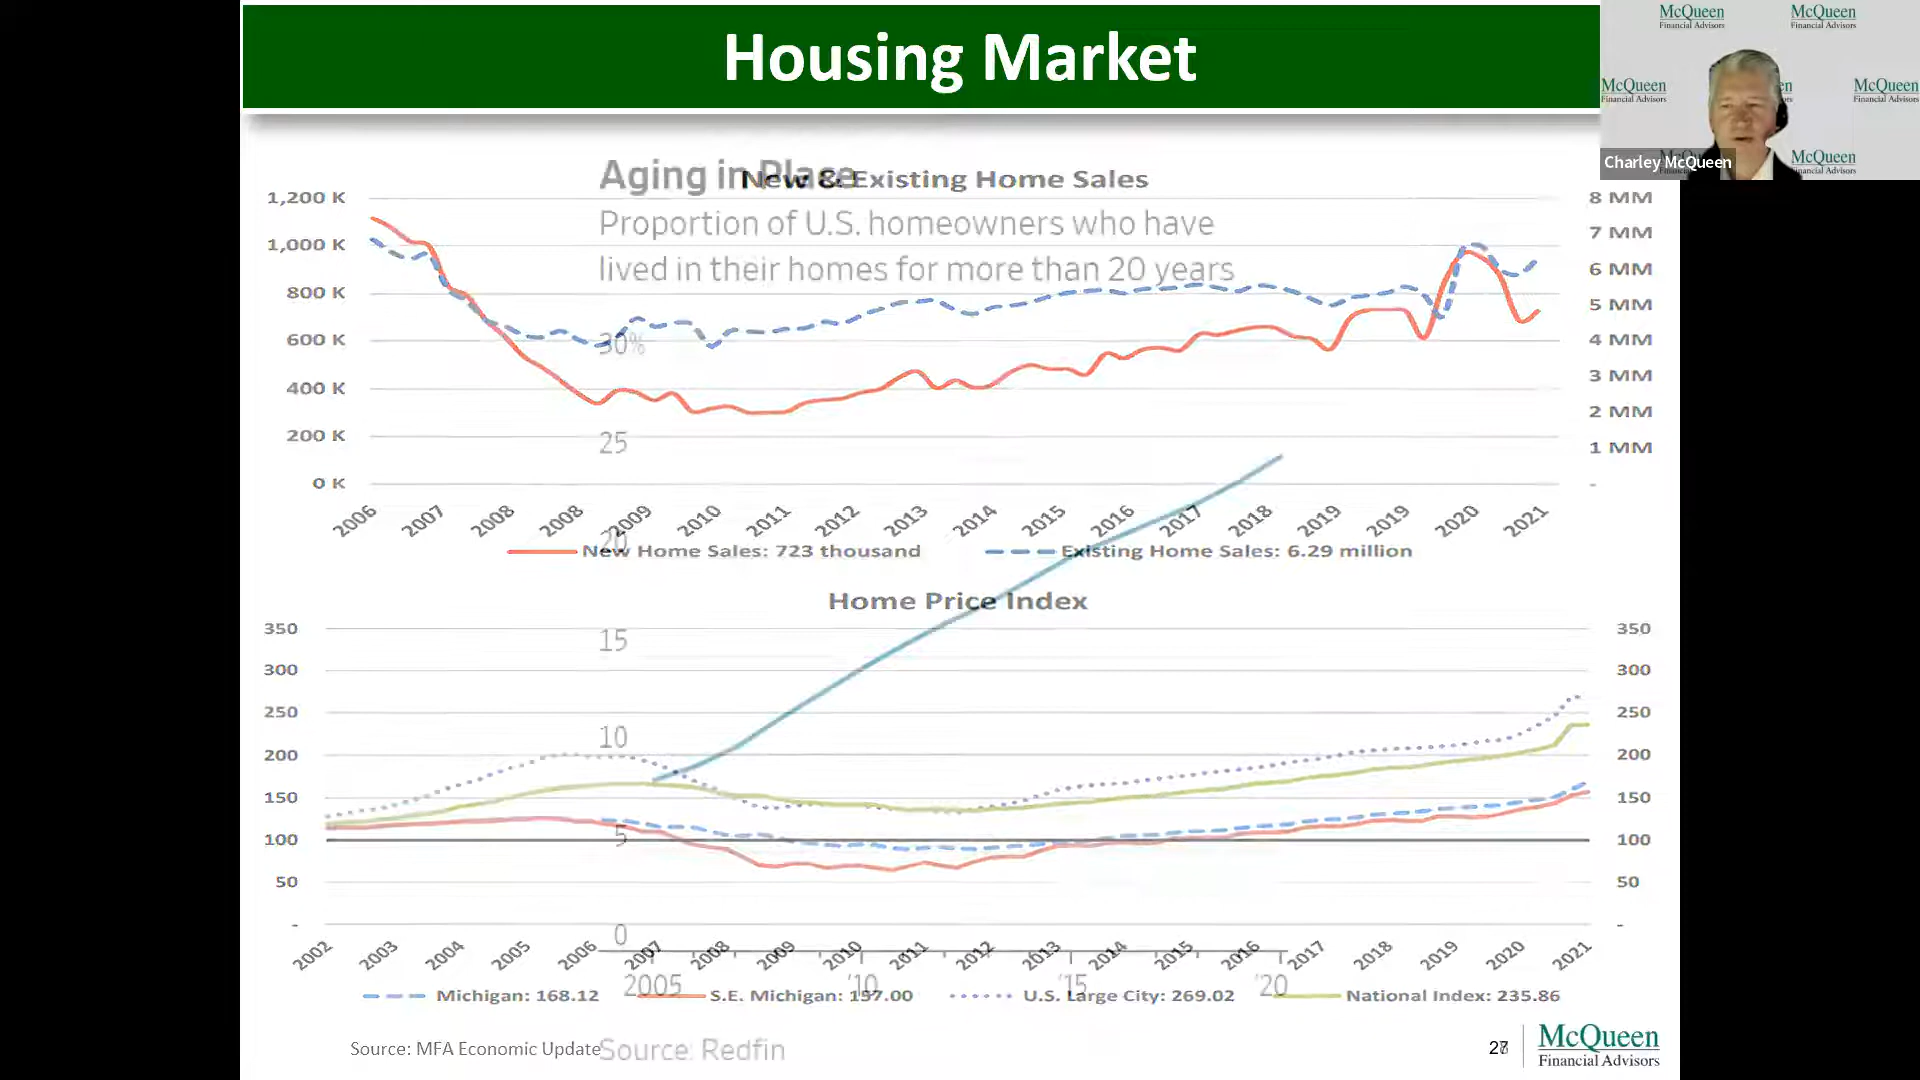 Housing Market
McQueen
Financial Advisors
McQueen
Financial Advisors
McQueen
Financial Advisors
McQueen
Financial Advisors
McQueen
Financial Advisors
Charley McQueen
Aging in Place
New & Existing Home Sales
Proportion of U.S. homeowners who have
lived in their homes for more than 20 years
1,200 K
1,000 K
800 K
600 K
400 K
200 K
0 K
8 MM
7 MM
6 MM
5 MM
4 MM
3 MM
2 MM
1 MM
-
30%
25
20
15
10
5
0
2006 2007 2008 2008 2009 2010 2011 2012 2013 2014 2015 2016 2017 2018 2019 2019 2020 2021
New Home Sales: 723 thousand Existing Home Sales: 6.29 million
Home Price Index
350
300
250
200
150
100
50
-
350
300
250
200
150
100
50
-
2002 2003 2004 2005 2006 2007 2008 2009 2010 2011 2012 2013 2014 2015 2016 2017 2018 2019 2020 2021
2005 '10 '15 '20
Michigan: 168.12 S.E. Michigan: 157.00 U.S. Large City: 269.02 National Index: 235.86
Source: MFA Economic Update
Source: Redfin
McQueen
Financial Advisors